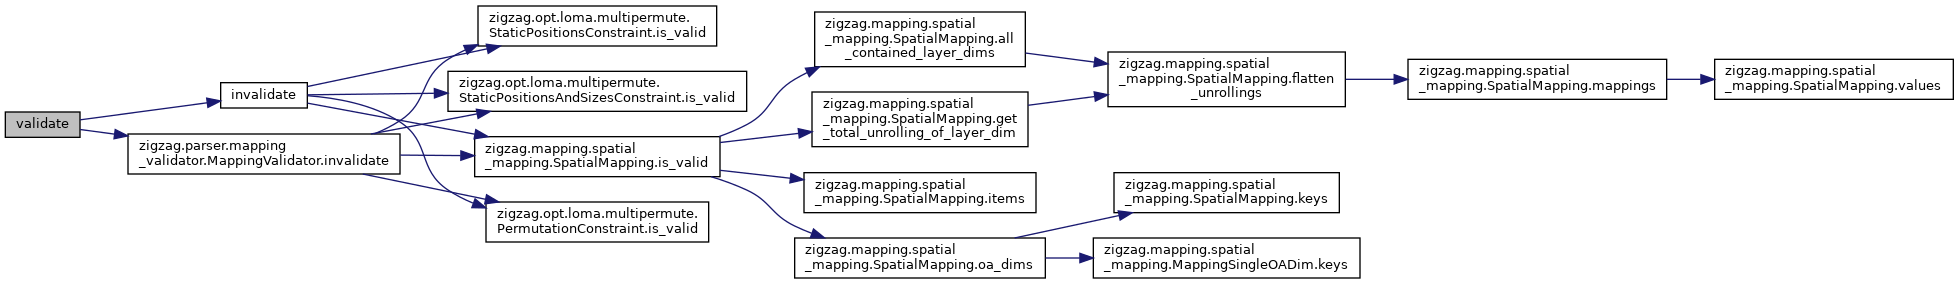 validate
invalidate
zigzag.parser.mapping
_validator.MappingValidator.invalidate
zigzag.opt.loma.multipermute.
StaticPositionsConstraint.is_valid
zigzag.opt.loma.multipermute.
StaticPositionsAndSizesConstraint.is_valid
zigzag.mapping.spatial
_mapping.SpatialMapping.is_valid
zigzag.opt.loma.multipermute.
PermutationConstraint.is_valid
zigzag.mapping.spatial
_mapping.SpatialMapping.all
_contained_layer_dims
zigzag.mapping.spatial
_mapping.SpatialMapping.get
_total_unrolling_of_layer_dim
zigzag.mapping.spatial
_mapping.SpatialMapping.items
zigzag.mapping.spatial
_mapping.SpatialMapping.oa_dims
zigzag.mapping.spatial
_mapping.SpatialMapping.flatten
_unrollings
zigzag.mapping.spatial
_mapping.SpatialMapping.keys
zigzag.mapping.spatial
_mapping.MappingSingleOADim.keys
zigzag.mapping.spatial
_mapping.SpatialMapping.mappings
zigzag.mapping.spatial
_mapping.SpatialMapping.values